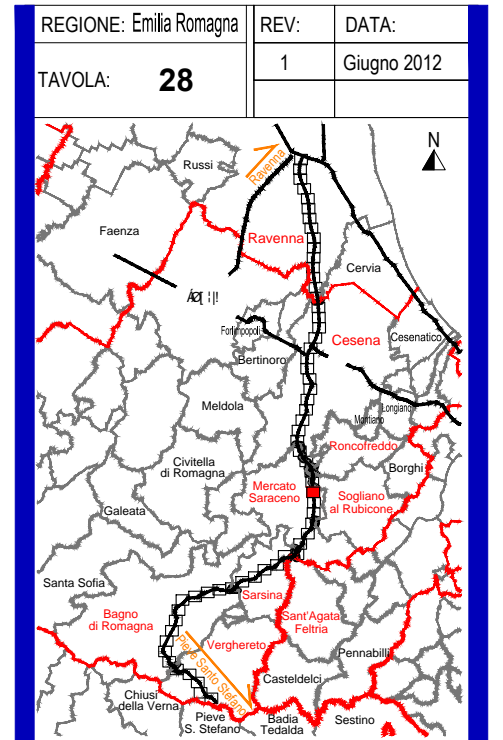 REGIONE: Emilia Romagna
REV:
DATA:
TAVOLA: 28
1
Giugno 2012
N
Russi
Ravenna
Faenza
Ravenna
Cervia
Forlimpopoli
Cesena
Cesenatico
Bertinoro
Meldola
Longiano
Montiano
Roncofreddo
Civitella
di Romagna
Borghi
Mercato
Saraceno
Sogliano
al Rubicone
Galeata
Santa Sofia
Sarsina
Bagno
di Romagna
Sant'Agata
Feltria
Verghereto
Pieve Santo Stefano
Pennabilli
Casteldelci
Chiusi
della Verna
Pieve
S. Stefano
Badia
Tedalda
Sestino